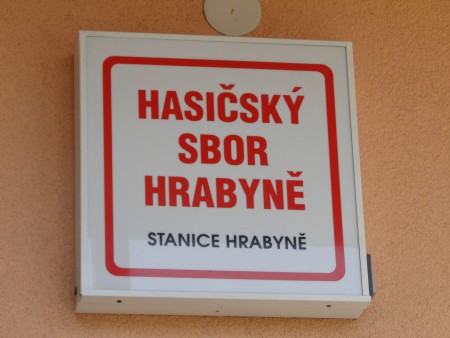 HASIČSKÝ
SBOR
HRABYNĚ
STANICE HRABYNĚ